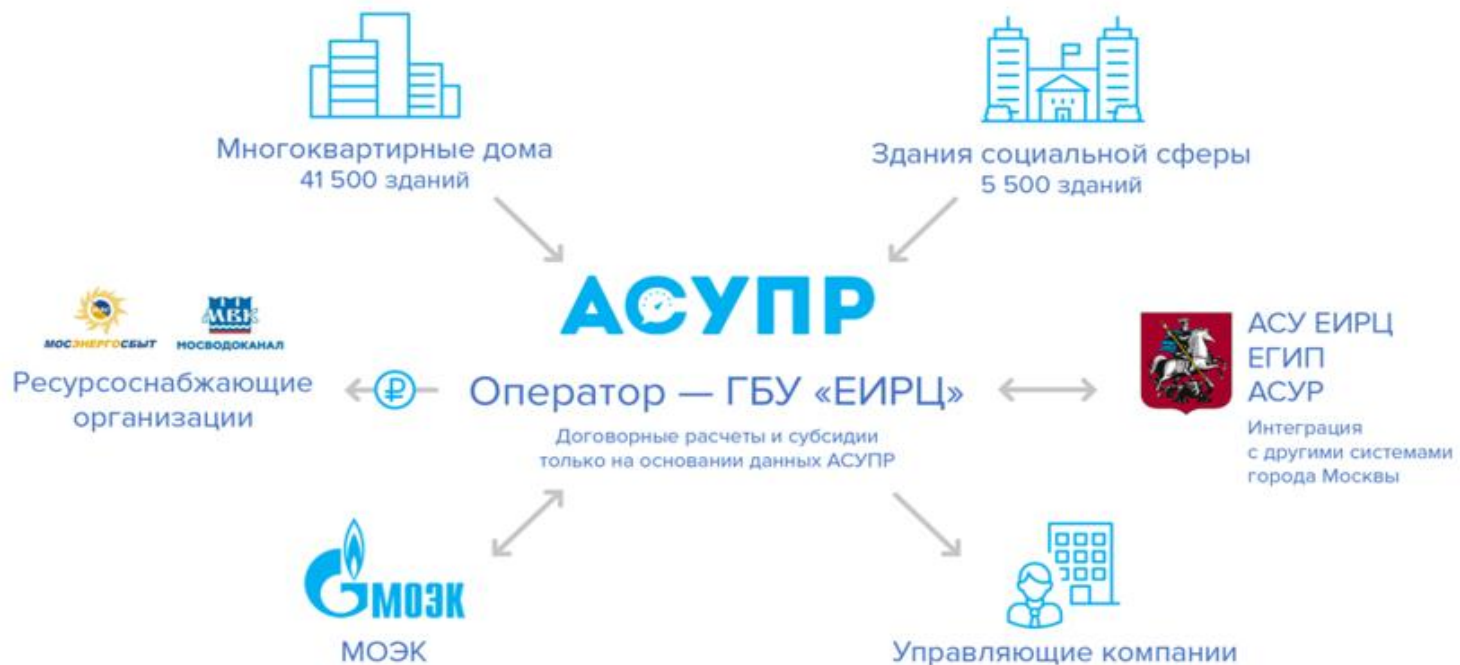 Многоквартирные дома
41 500 зданий
Здания социальной сферы
5 500 зданий
АСУПР
МОСЭНЕРГОСБЫТ
МВК
МОСВОДОКАНАЛ
Ресурсоснабжающие
организации
₽
Оператор — ГБУ «ЕИРЦ»
Договорные расчеты и субсидии
только на основании данных АСУПР
АСУ ЕИРЦ
ЕГИП
АСУР
Интеграция
с другими системами
города Москвы
МОЭК
МОЭК
Управляющие компании